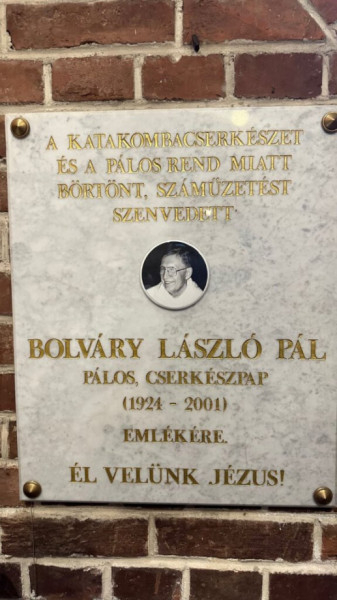 A KATAKOMBACSERKÉSZET
ÉS A PÁLOS REND MIATT
BÖRTÖNT, SZÁMŰZETÉST
SZENVEDETT
BOLVÁRY LÁSZLÓ PÁL
PÁLOS, CSERKÉSZPAP
(1924 - 2001)
EMLÉKÉRE.
ÉL VELÜNK JÉZUS!